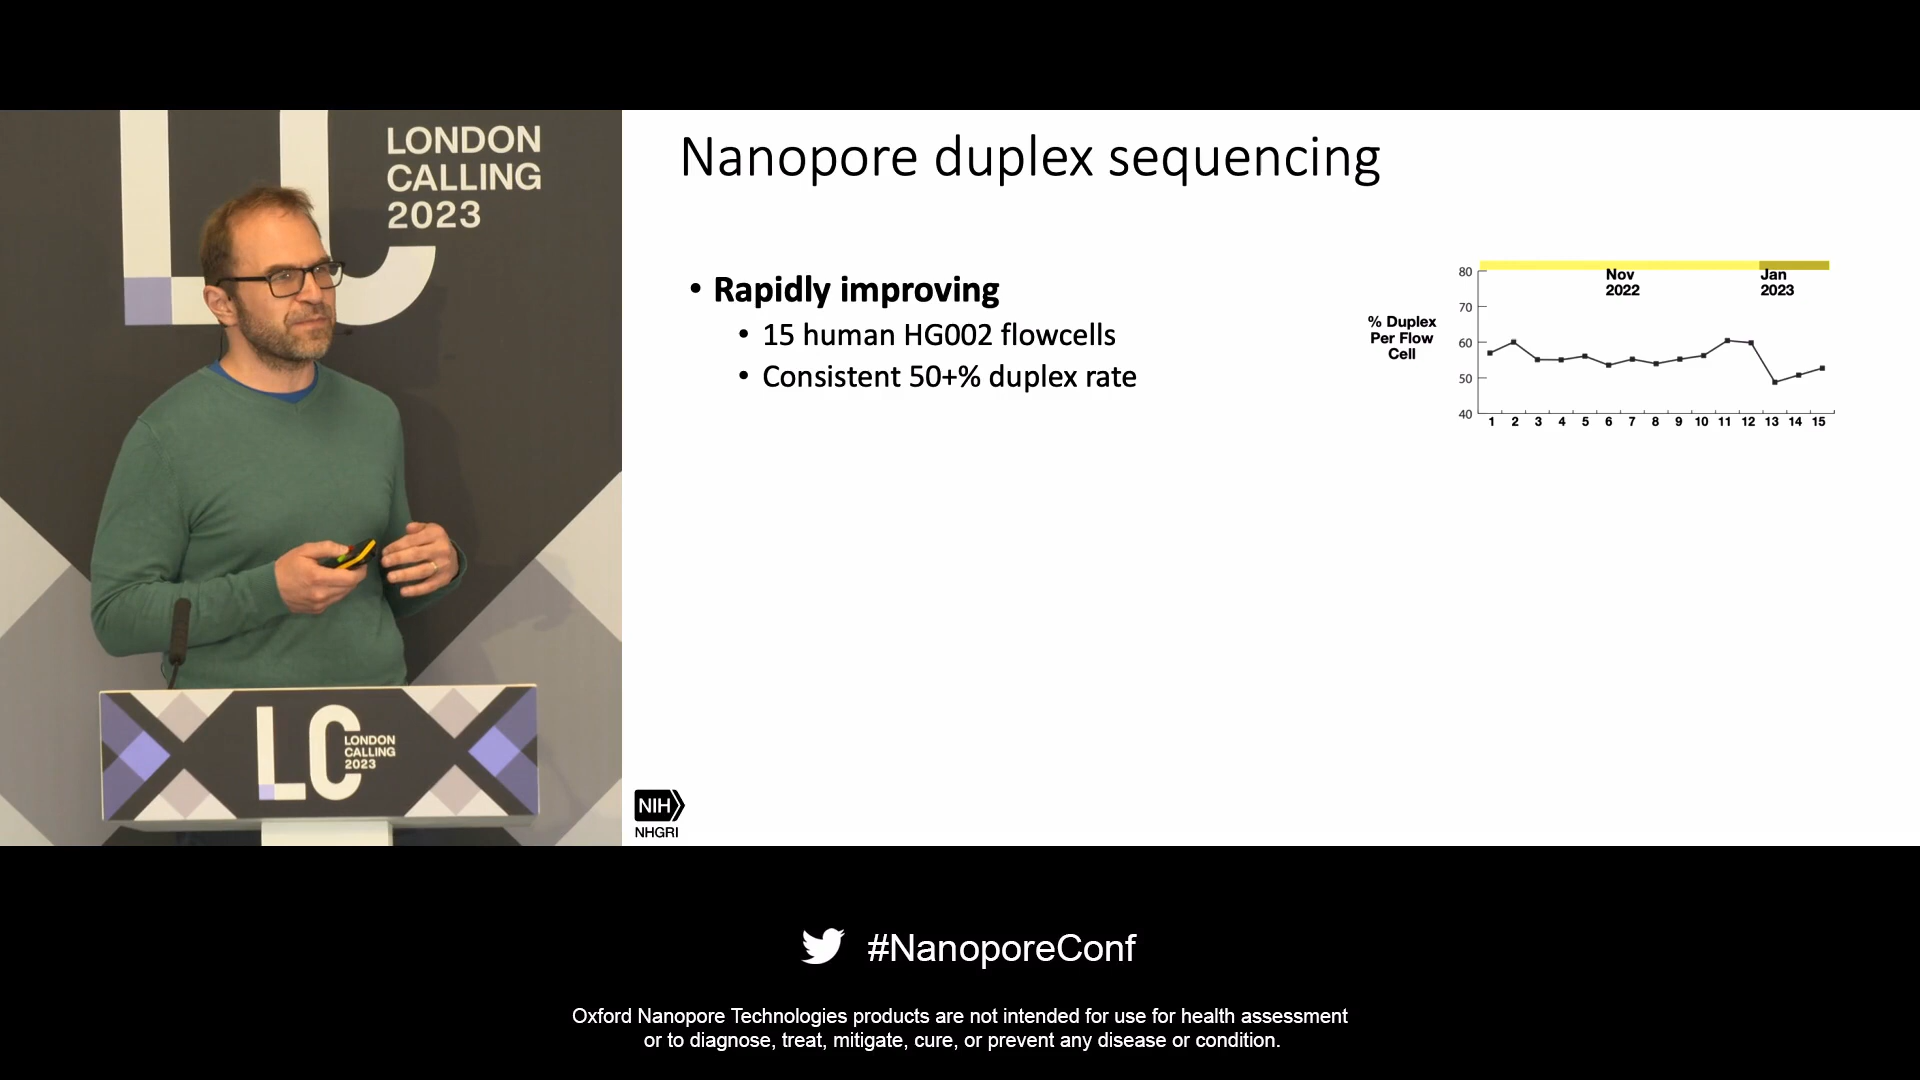 LONDON
CALLING
2023
LC
LONDON
CALLING
2023
Nanopore duplex sequencing
• Rapidly improving
• 15 human HG002 flowcells
• Consistent 50+% duplex rate
% Duplex
Per Flow
Cell
80
70
60
50
40
Nov
2022
Jan
2023
1 2 3 4 5 6 7 8 9 10 11 12 13 14 15
NIH
NHGRI
#NanoporeConf
Oxford Nanopore Technologies products are not intended for use for health assessment
or to diagnose, treat, mitigate, cure, or prevent any disease or condition.